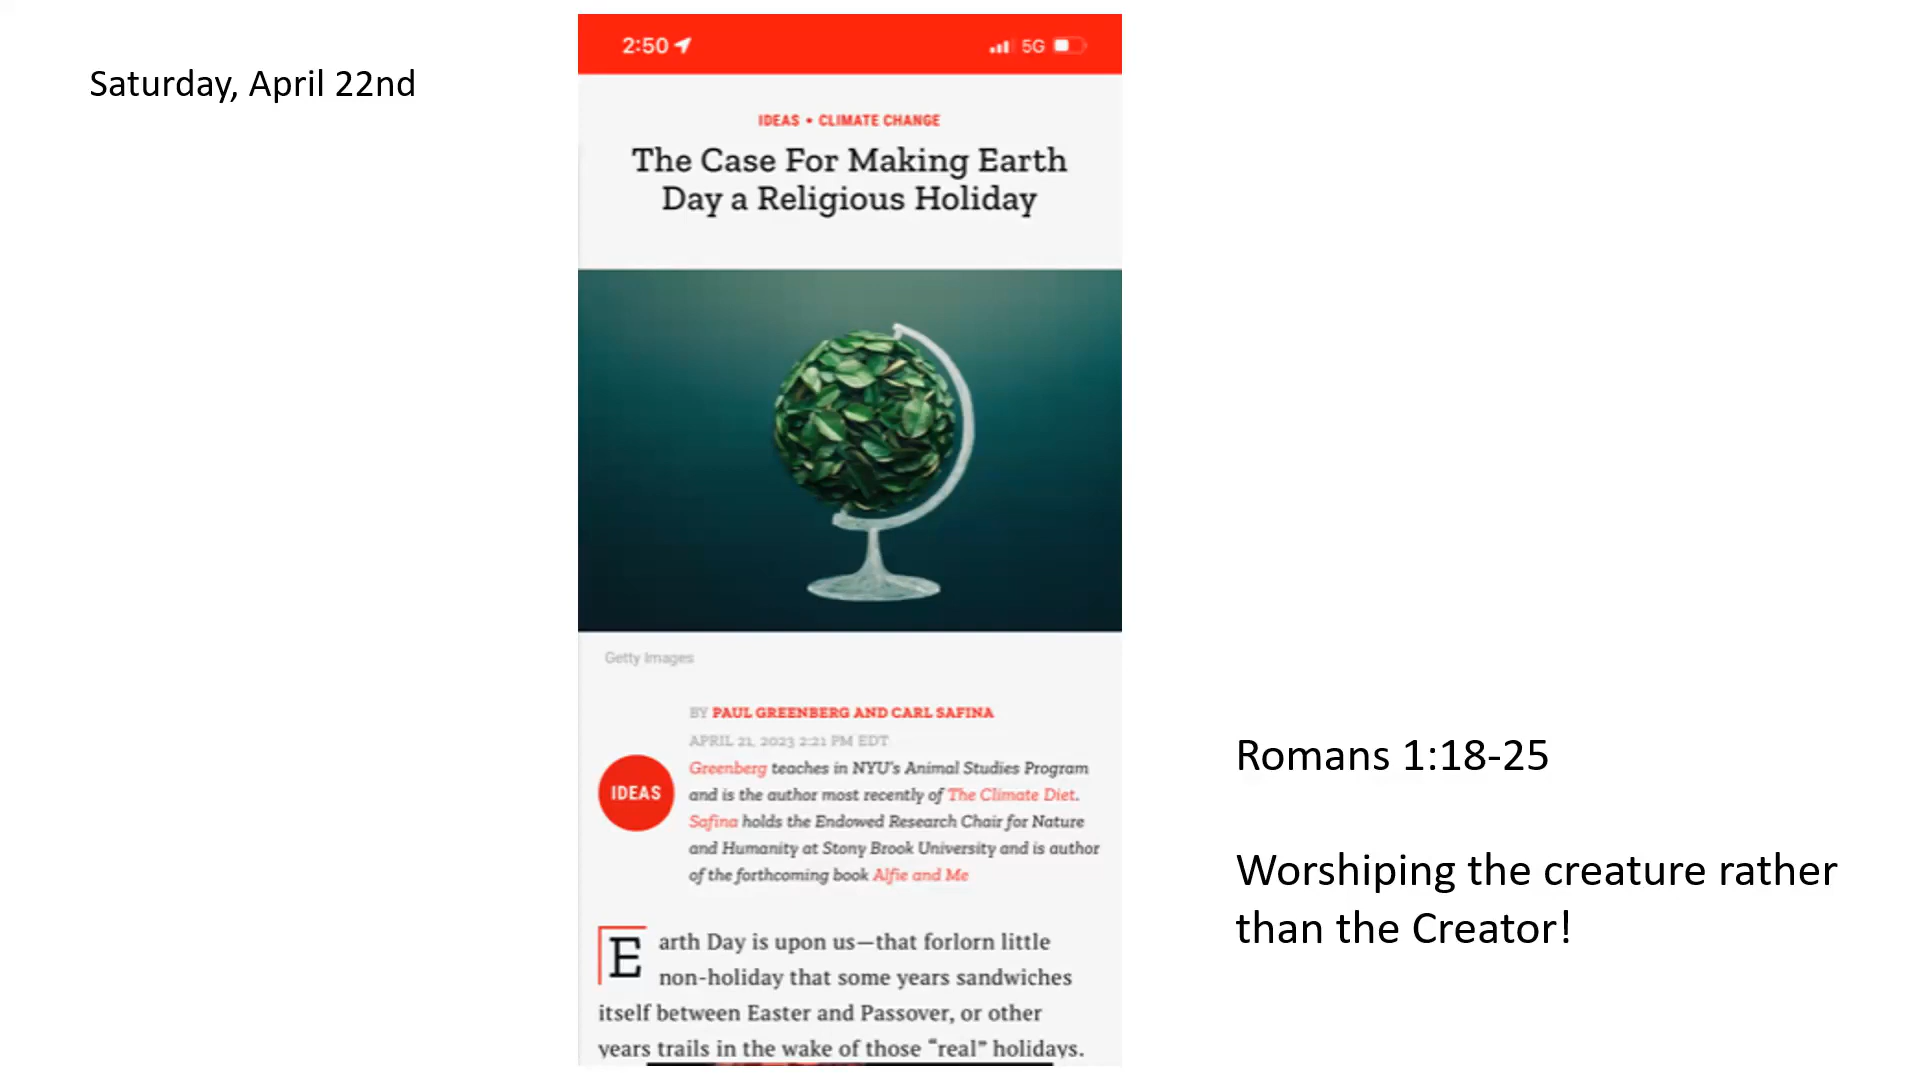 Saturday, April 22nd
2:50
5G
IDEAS • CLIMATE CHANGE
The Case For Making Earth
Day a Religious Holiday
Getty Images
BY PAUL GREENBERG AND CARL SAFINA
APRIL 21, 2023 2:21 PM EDT
IDEAS
Greenberg teaches in NYU's Animal Studies Program
and is the author most recently of The Climate Diet.
Safina holds the Endowed Research Chair for Nature
and Humanity at Stony Brook University and is author
of the forthcoming book Alfie and Me
Earth Day is upon us—that forlorn little
non-holiday that some years sandwiches
itself between Easter and Passover, or other
years trails in the wake of those “real” holidays.
Romans 1:18-25
Worshiping the creature rather
than the Creator!